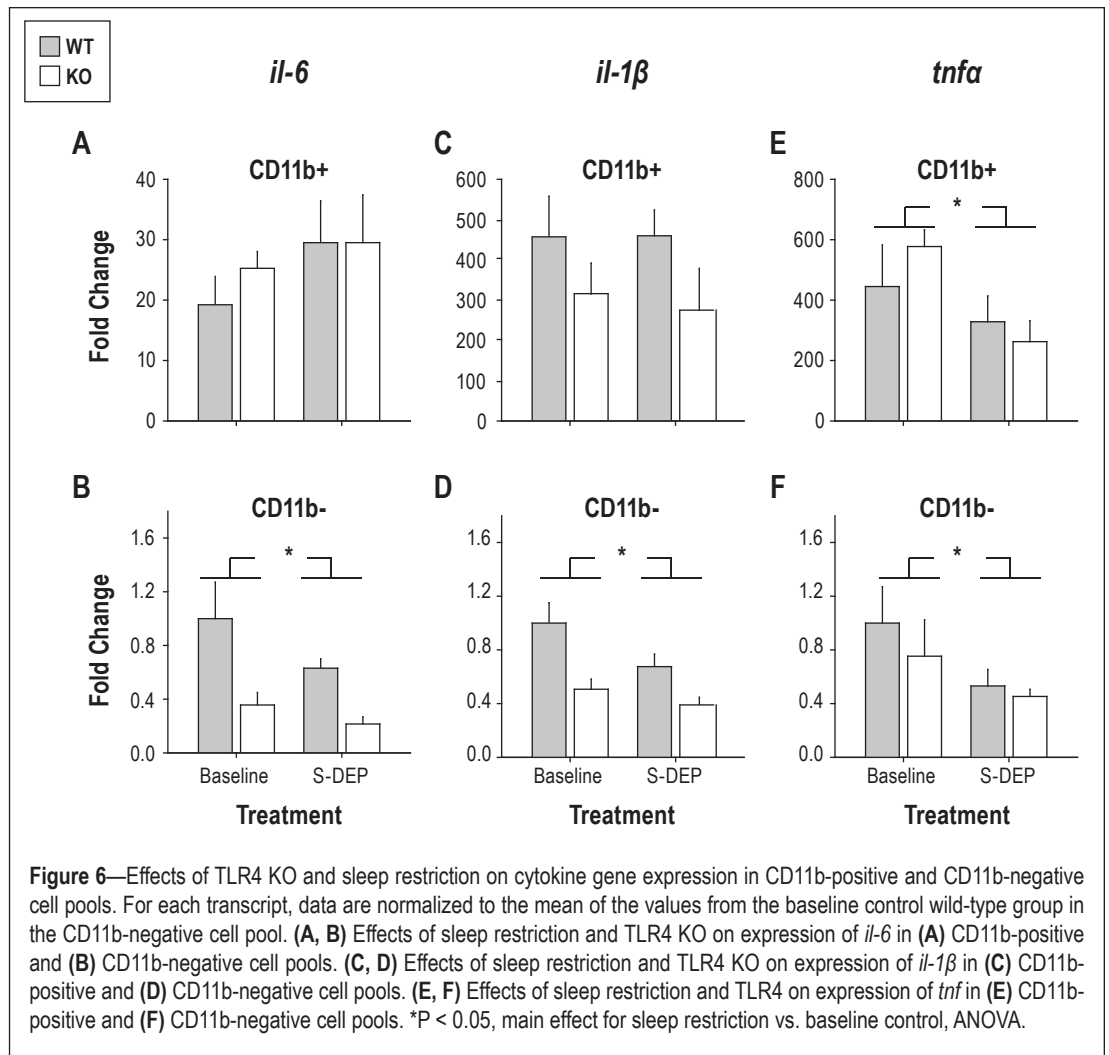 WT
KO
il-6
il-1β
tnfα
A
CD11b+
40
30
20
10
0
Fold Change
C
CD11b+
600
500
400
300
200
100
0
E
CD11b+
800
600
400
200
0
*
B
CD11b-
1.6
1.2
0.8
0.4
0.0
Fold Change
*
Baseline
S-DEP
Treatment
D
CD11b-
1.6
1.2
0.8
0.4
0.0
*
Baseline
S-DEP
Treatment
F
CD11b-
1.6
1.2
0.8
0.4
0.0
*
Baseline
S-DEP
Treatment
Figure 6—Effects of TLR4 KO and sleep restriction on cytokine gene expression in CD11b-positive and CD11b-negative
cell pools. For each transcript, data are normalized to the mean of the values from the baseline control wild-type group in
the CD11b-negative cell pool. (A, B) Effects of sleep restriction and TLR4 KO on expression of il-6 in (A) CD11b-positive
and (B) CD11b-negative cell pools. (C, D) Effects of sleep restriction and TLR4 KO on expression of il-1β in (C) CD11b-
positive and (D) CD11b-negative cell pools. (E, F) Effects of sleep restriction and TLR4 on expression of tnf in (E) CD11b-
positive and (F) CD11b-negative cell pools. *P < 0.05, main effect for sleep restriction vs. baseline control, ANOVA.